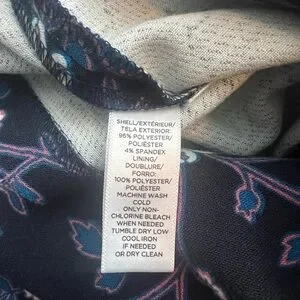 SHELL/EXTÉRIEUR/
TELA EXTERIOR:
96% POLYESTER/
POLIÉSTER
4% SPANDEX
LINING/
DOUBLURE/
FORRO:
100% POLYESTER/
POLIÉSTER
MACHINE WASH
COLD
ONLY NON-
CHLORINE BLEACH
WHEN NEEDED
TUMBLE DRY LOW
COOL IRON
IF NEEDED
OR DRY CLEAN